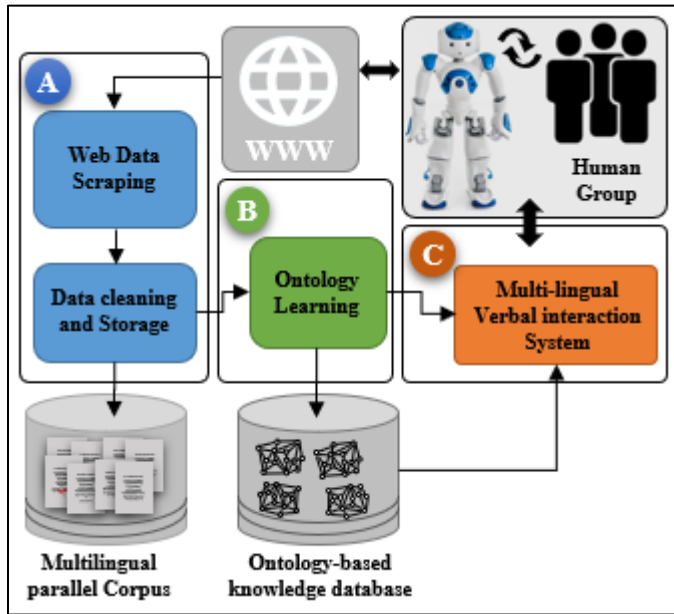 A
Web Data
Scraping
Data cleaning
and Storage
WWW
B
Ontology
Learning
Human
Group
C
Multi-lingual
Verbal interaction
System
Multilingual
parallel Corpus
Ontology-based
knowledge database